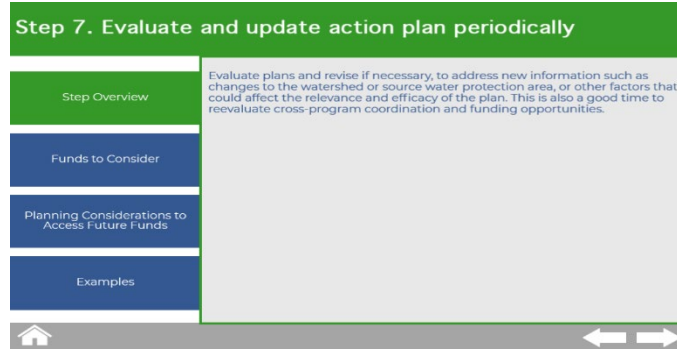 Step 7. Evaluate and update action plan periodically
Step Overview
Evaluate plans and revise if necessary, to address new information such as
changes to the watershed or source water protection area, or other factors that
could affect the relevance and efficacy of the plan. This is also a good time to
reevaluate cross-program coordination and funding opportunities.
Funds to Consider
Planning Considerations to
Access Future Funds
Examples